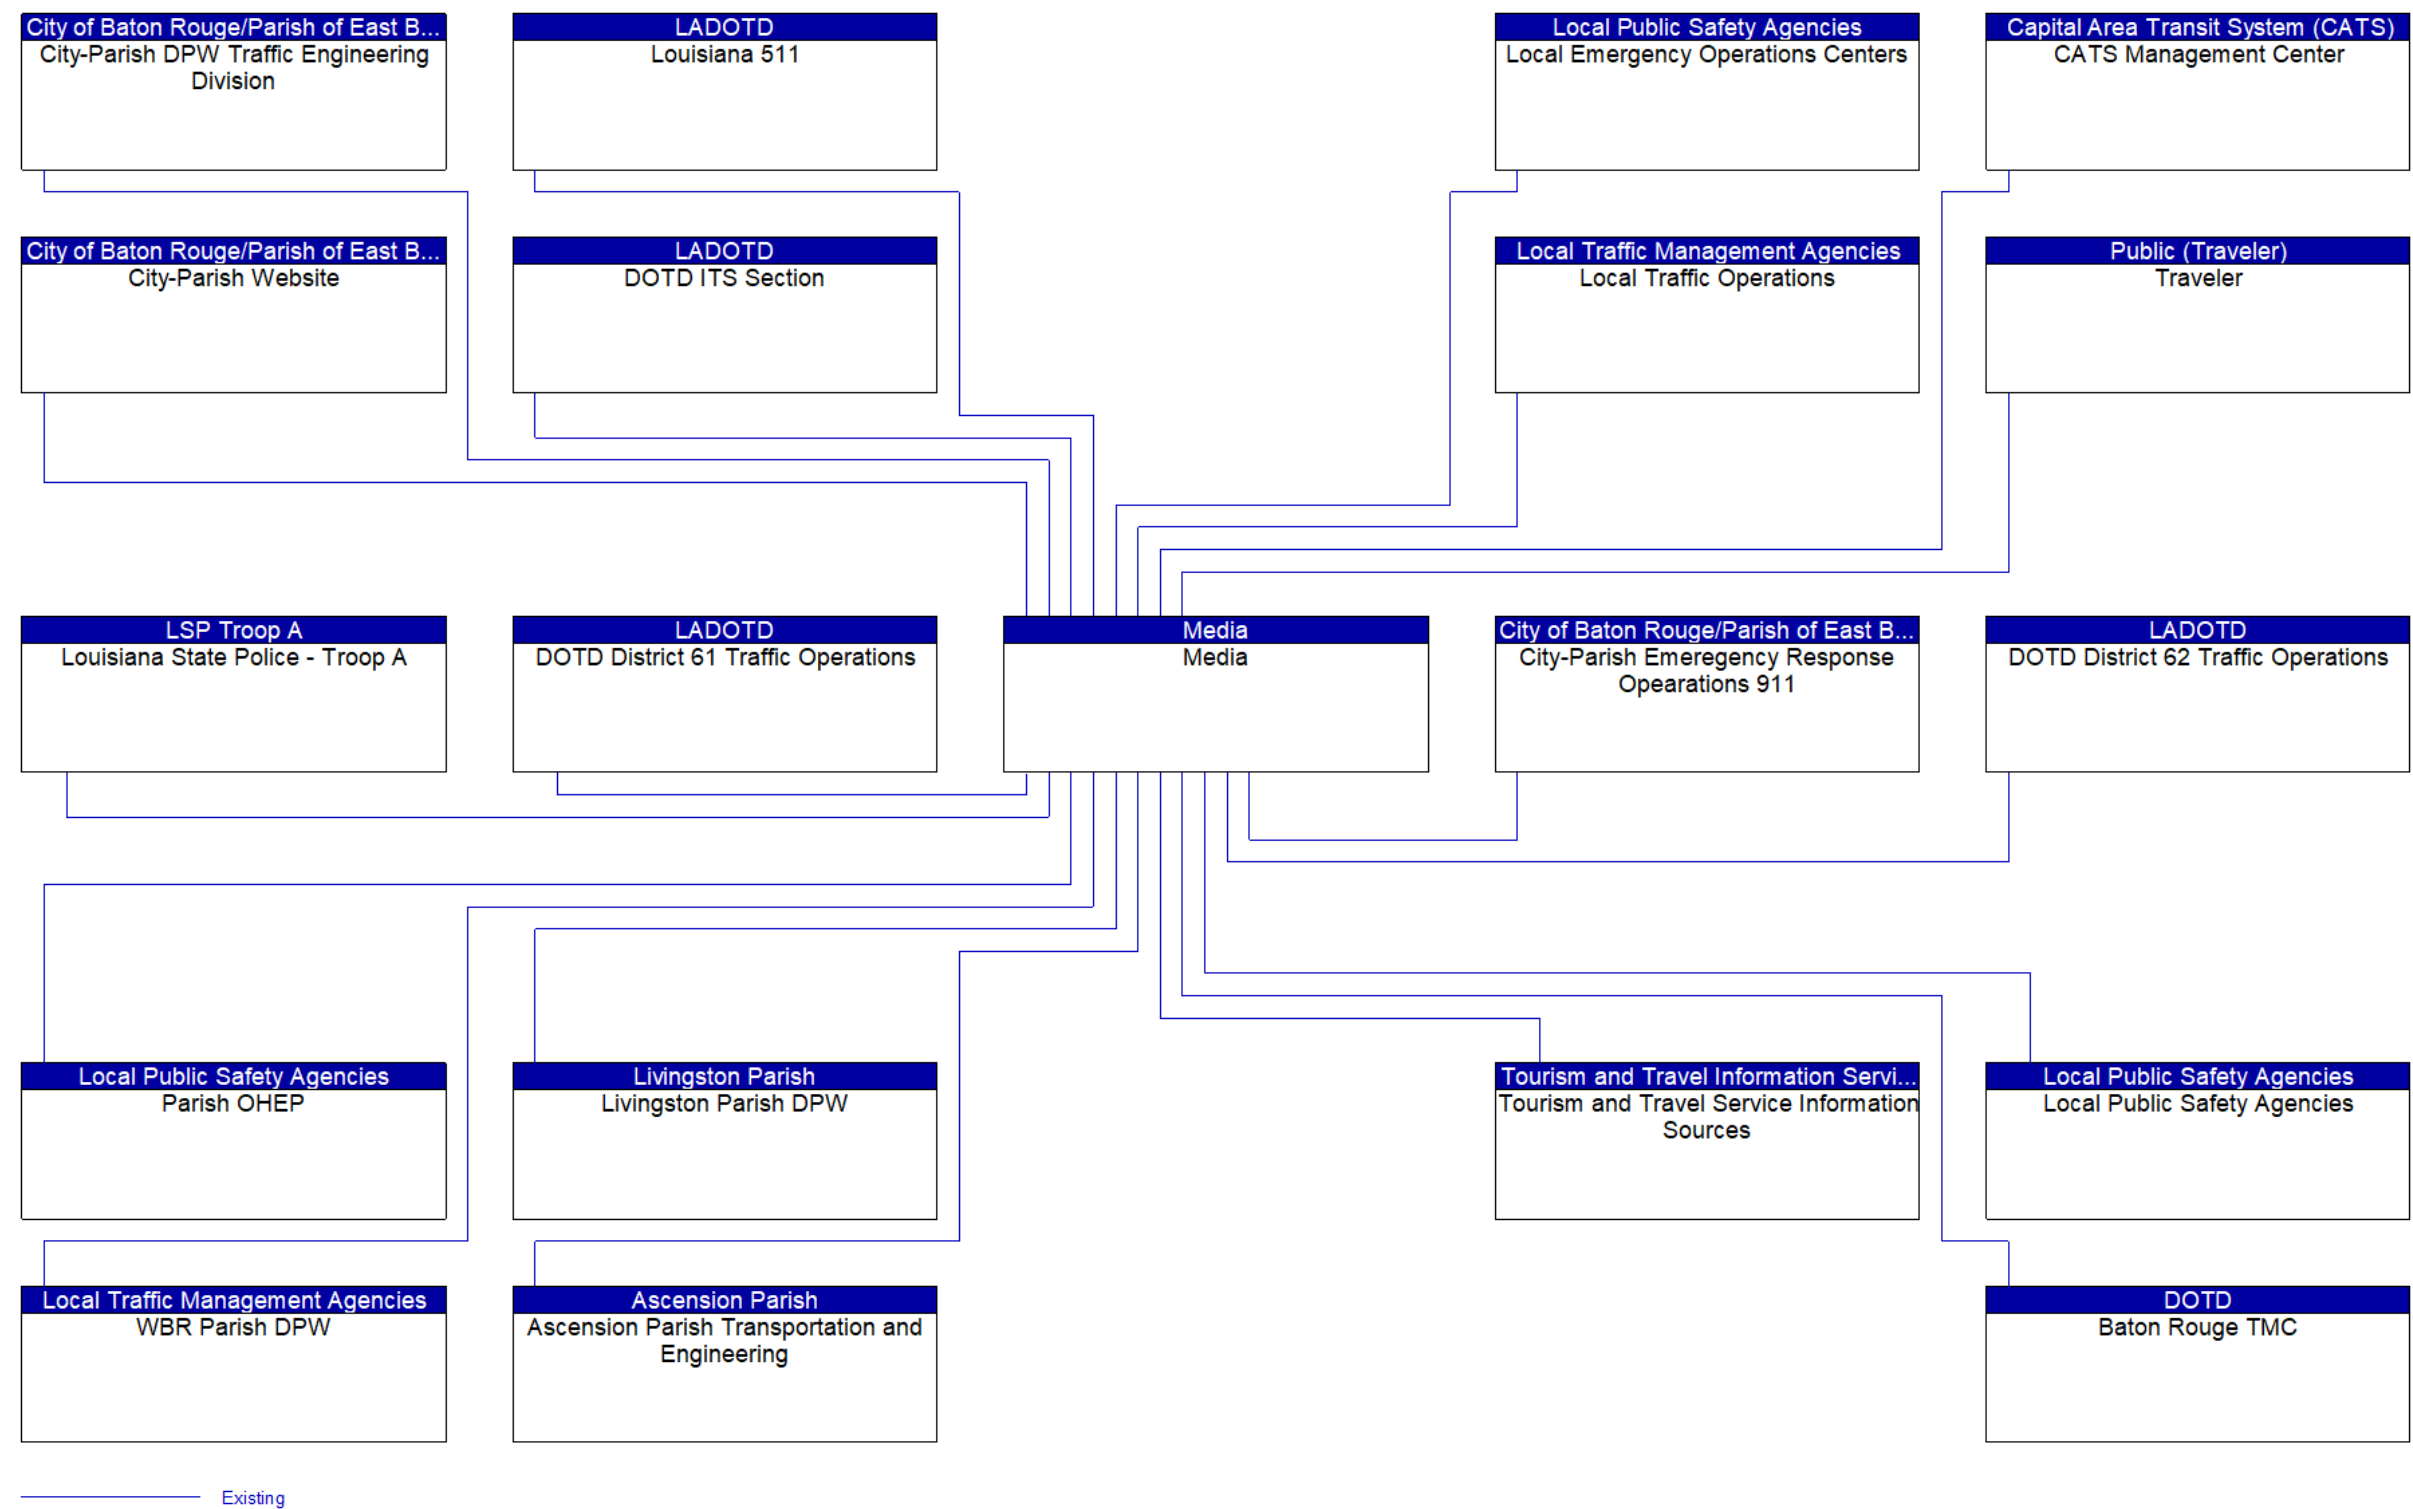 City of Baton Rouge/Parish of East B...
City-Parish DPW Traffic Engineering
Division
LADOTD
Louisiana 511
Local Public Safety Agencies
Local Emergency Operations Centers
Capital Area Transit System (CATS)
CATS Management Center
City of Baton Rouge/Parish of East B...
City-Parish Website
LADOTD
DOTD ITS Section
Local Traffic Management Agencies
Local Traffic Operations
Public (Traveler)
Traveler
LSP Troop A
Louisiana State Police - Troop A
LADOTD
DOTD District 61 Traffic Operations
Media
Media
City of Baton Rouge/Parish of East B...
City-Parish Emeregency Response
Opearations 911
LADOTD
DOTD District 62 Traffic Operations
Local Public Safety Agencies
Parish OHEP
Livingston Parish
Livingston Parish DPW
Tourism and Travel Information Servi...
Tourism and Travel Service Information
Sources
Local Public Safety Agencies
Local Public Safety Agencies
Local Traffic Management Agencies
WBR Parish DPW
Ascension Parish
Ascension Parish Transportation and
Engineering
DOTD
Baton Rouge TMC
Existing